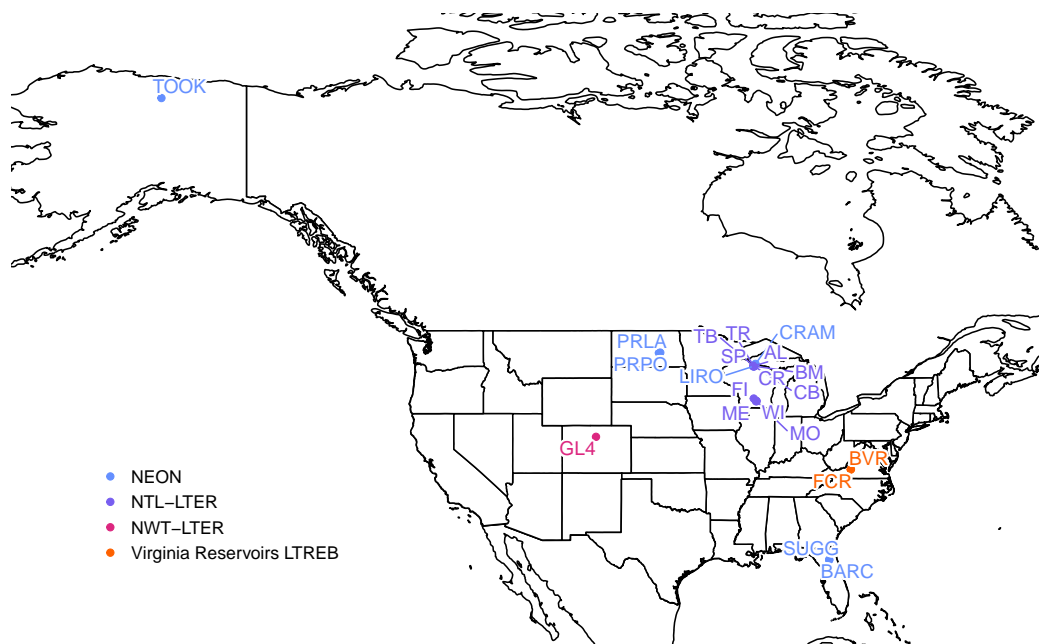 TOOK
PRLA
PRPO
TB
TR
CRAM
SP
AL
LIRO
BM
CR
CB
FI
ME
WI
MO
GL4
BVR
FCR
SUGG
BARC
NEON
NTL−LTER
NWT−LTER
Virginia Reservoirs LTREB